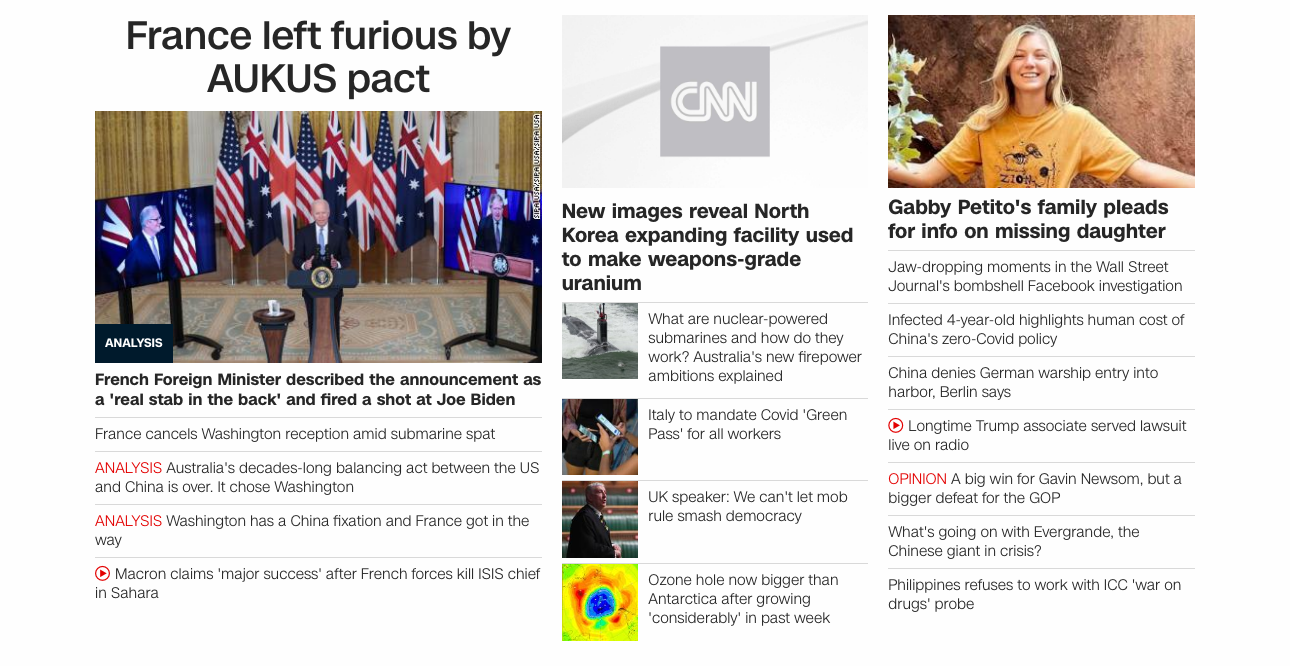 France left furious by
AUKUS pact
SIPA USA/SIPA USA/SIPA USA
ANALYSIS
French Foreign Minister described the announcement as
a 'real stab in the back' and fired a shot at Joe Biden
France cancels Washington reception amid submarine spat
ANALYSIS Australia's decades-long balancing act between the US
and China is over. It chose Washington
ANALYSIS Washington has a China fixation and France got in the
way
Macron claims 'major success' after French forces kill ISIS chief
in Sahara
CNN
New images reveal North
Korea expanding facility used
to make weapons-grade
uranium
What are nuclear-powered
submarines and how do they
work? Australia's new firepower
ambitions explained
Italy to mandate Covid 'Green
Pass' for all workers
UK speaker: We can't let mob
rule smash democracy
Ozone hole now bigger than
Antarctica after growing
'considerably' in past week
ZION
Gabby Petito's family pleads
for info on missing daughter
Jaw-dropping moments in the Wall Street
Journal's bombshell Facebook investigation
Infected 4-year-old highlights human cost of
China's zero-Covid policy
China denies German warship entry into
harbor, Berlin says
Longtime Trump associate served lawsuit
live on radio
OPINION A big win for Gavin Newsom, but a
bigger defeat for the GOP
What's going on with Evergrande, the
Chinese giant in crisis?
Philippines refuses to work with ICC 'war on
drugs' probe